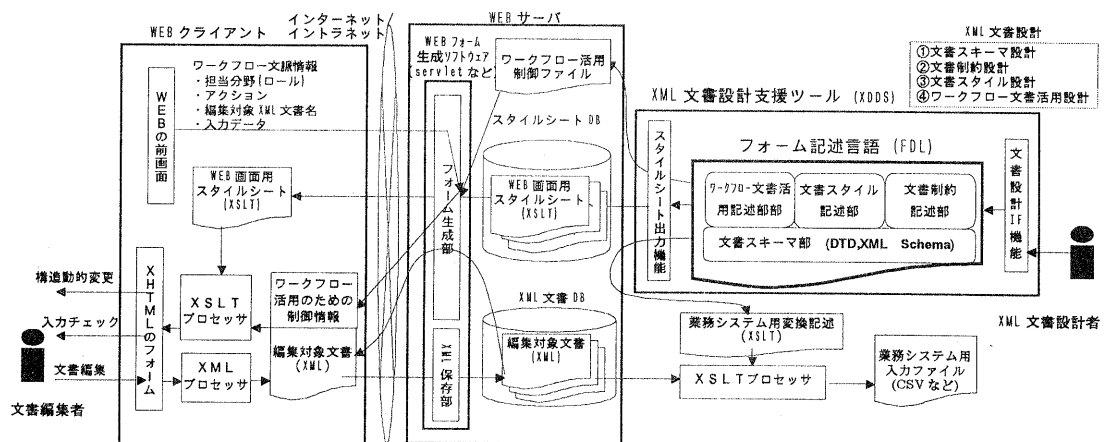 インターネット
イントラネット
WEB クライアント
ワークフロー文脈情報
・担当分野(ロール)
・アクション
・編集対象 XML 文書名
・入力データ
WEBの前画面
WEB 画面用
スタイルシート
(XSLT)
構造動的変更
入力チェック
文書編集
文書編集者
XHTMLのフォーム
XSLT
プロセッサ
XML
プロセッサ
ワークフロー
活用のための
制御情報
編集対象文書
(XML)
WEB サーバ
WEB フォーム
生成ソフトウェア
(servlet など)
ワークフロー活用
制御ファイル
フォーム生成部
XML 保存部
スタイルシート DB
WEB 画面用
スタイルシート
(XSLT)
XML 文書 DB
編集対象文書
(XML)
XML 文書設計
①文書スキーマ設計
②文書制約設計
③文書スタイル設計
④ワークフロー文書活用設計
XML 文書設計支援ツール (XDDS)
スタイルシート出力機能
フォーム記述言語 (FDL)
ワークフロー文書活
用記述部部
文書スタイル
記述部
文書制約
記述部
文書スキーマ部 (DTD,XML Schema)
文書設計IF機能
XML 文書設計者
業務システム用変換記述
(XSLT)
XSLTプロセッサ
業務システム用
入力ファイル
(CSV など)